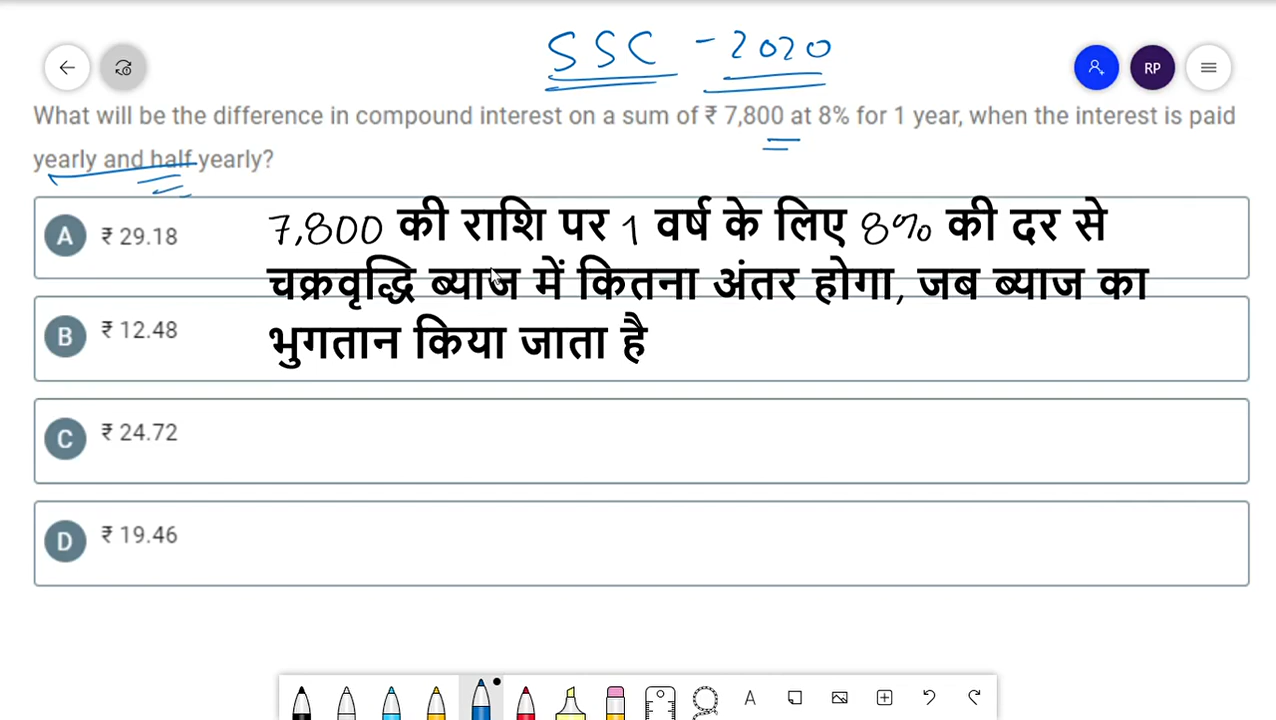 SSC - 2020
RP
What will be the difference in compound interest on a sum of ₹ 7,800 at 8% for 1 year, when the interest is paid
yearly and half yearly?
A ₹ 29.18
7,800 की राशि पर 1 वर्ष के लिए 8% की दर से
चक्रवृद्धि ब्याज में कितना अंतर होगा, जब ब्याज का
B ₹ 12.48
भुगतान किया जाता है
C ₹ 24.72
D ₹ 19.46
A